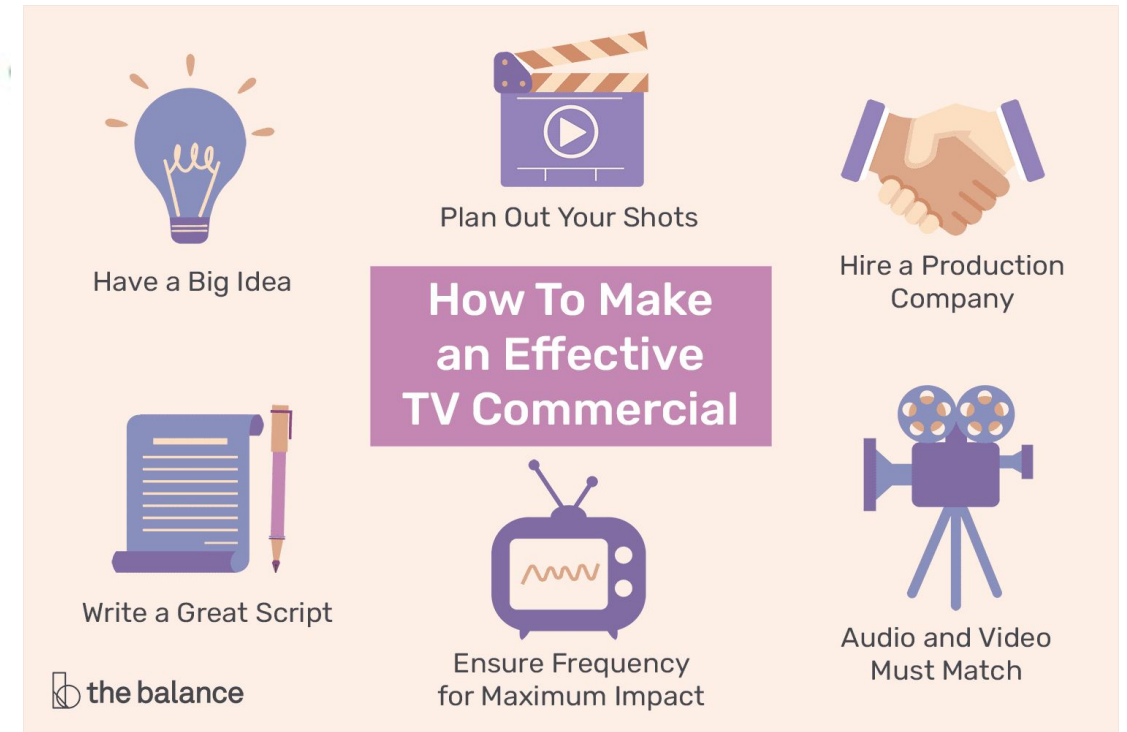 Have a Big Idea
Plan Out Your Shots
Hire a Production
Company
How To Make
an Effective
TV Commercial
Write a Great Script
Ensure Frequency
for Maximum Impact
Audio and Video
Must Match
the balance